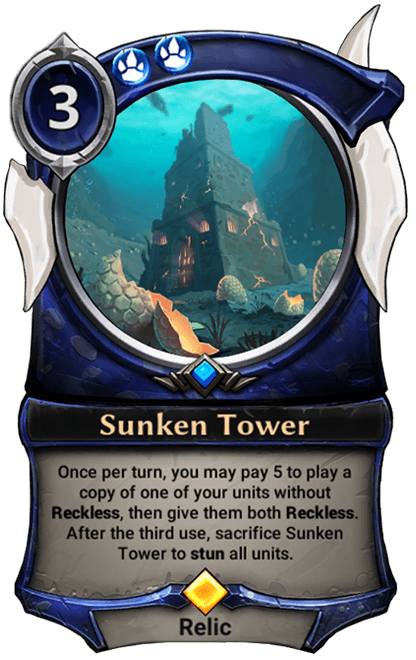 3
Sunken Tower
Once per turn, you may pay 5 to play a
copy of one of your units without
Reckless, then give them both Reckless.
After the third use, sacrifice Sunken
Tower to stun all units.
Relic